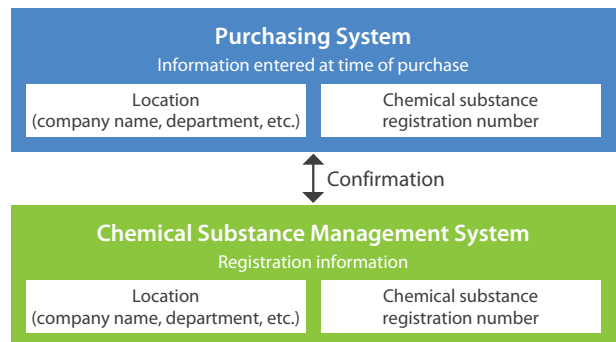 Purchasing System
Information entered at time of purchase
Location
(company name, department, etc.)
Chemical substance
registration number
Confirmation
Chemical Substance Management System
Registration information
Location
(company name, department, etc.)
Chemical substance
registration number